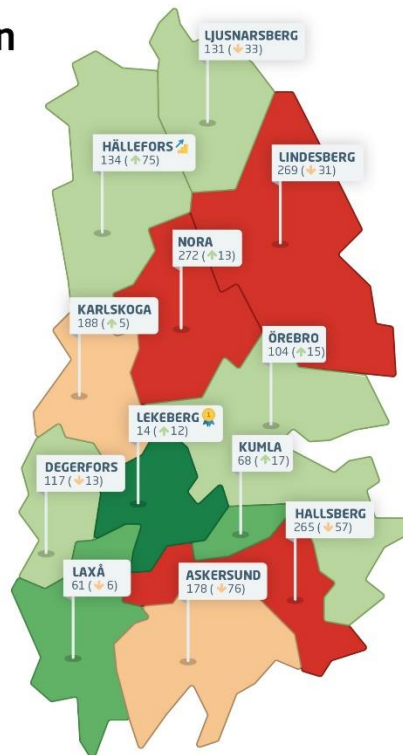 n
LJUSNARSBERG
131 (↓33)
HÄLLEFORS
134 (↑75)
LINDESBERG
269 (↓31)
NORA
272 (↑13)
KARLSKOGA
188 (↑5)
ÖREBRO
104 (↑15)
LEKEBERG 1
14 (↑12)
KUMLA
68 (↑17)
DEGERFORS
117 (↓13)
HALLSBERG
265 (↓57)
LAXÅ
61 (↓6)
ASKERSUND
178 (↓76)